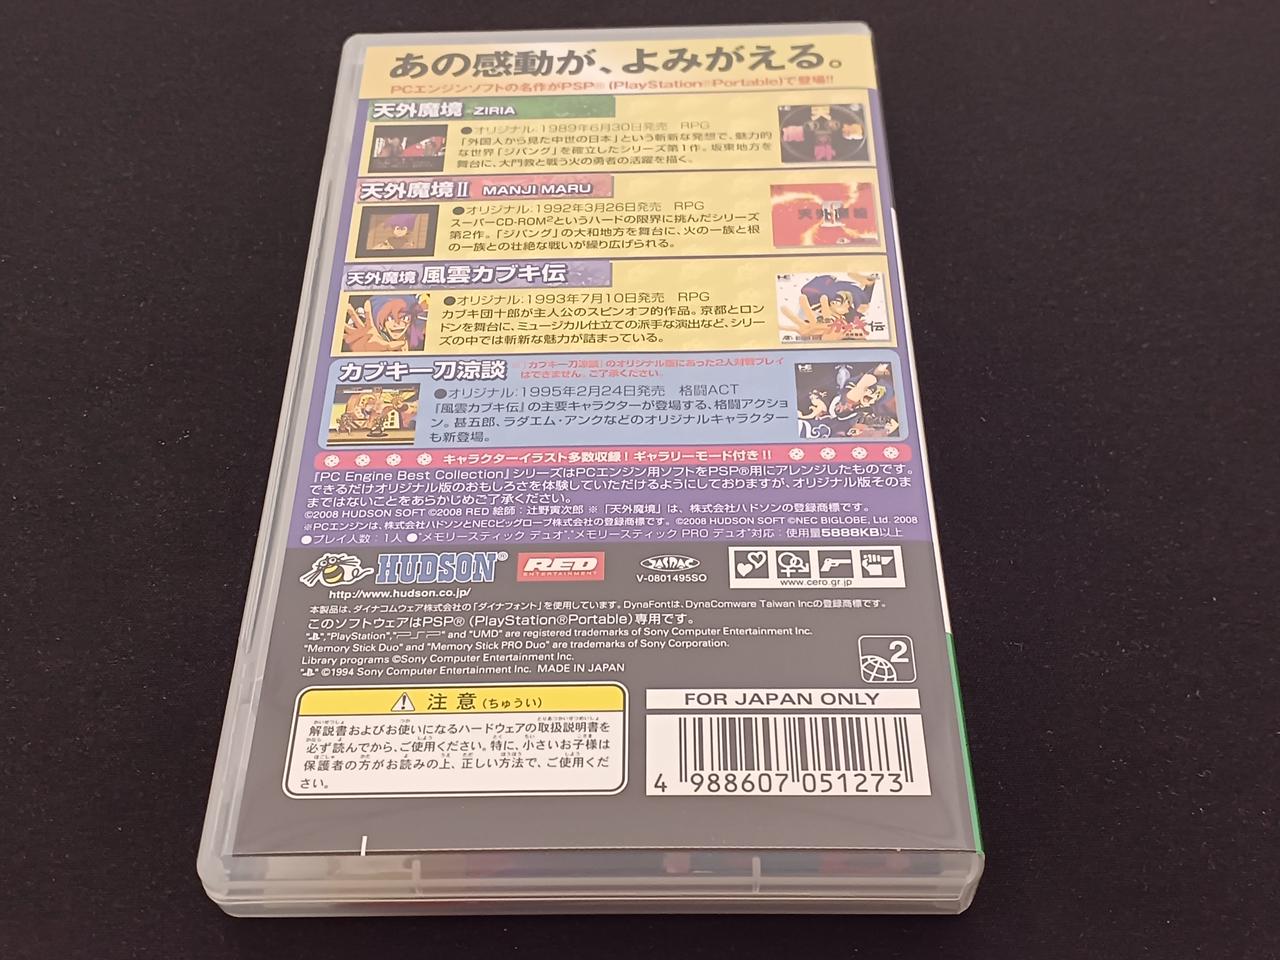 あの感動が、よみがえる。
PCエンジンソフトの名作がPSP® (PlayStation®Portable)で登場!!
天外魔境 ZIRIA
●オリジナル:1989年6月30日発売 RPG
「外国人から見た中世の日本」という斬新な発想で、魅力的
な世界「ジパング」を確立したシリーズ第1作。坂東地方を
舞台に、大門教と戦う火の勇者の活躍を描く。
天外魔境II MANJI MARU
●オリジナル:1992年3月26日発売 RPG
スーパーCD-ROM²というハードの限界に挑んだシリーズ
第2作。「ジパング」の大和地方を舞台に、火の一族と根
の一族との壮絶な戦いが繰り広げられる。
天外魔境
II
天外魔境 風雲カブキ伝
●オリジナル:1993年7月10日発売 RPG
カブキ団十郎が主人公のスピンオフ的作品。京都とロン
ドンを舞台に、ミュージカル仕立ての派手な演出など、シリー
ズの中では斬新な魅力が詰まっている。
カブキ一刀涼談
※『カブキ一刀涼談』のオリジナル版にあった2人対戦プレイ
はできません。ご了承ください。
●オリジナル:1995年2月24日発売 格闘ACT
『風雲カブキ伝』の主要キャラクターが登場する、格闘アクショ
ン。甚五郎、ラダエム・アンクなどのオリジナルキャラクター
も新登場。
キャラクターイラスト多数収録!ギャラリーモード付き!!
『PC Engine Best Collection』シリーズはPCエンジン用ソフトをPSP®用にアレンジしたものです。
できるだけオリジナル版のおもしろさを体験していただけるようにしておりますが、オリジナル版そのま
まではないことをあらかじめご了承ください。
©2008 HUDSON SOFT ©2008 RED 絵師:辻野寅次郎 ※「天外魔境」は、株式会社ハドソンの登録商標です。
※PCエンジンは、株式会社ハドソンとNECビッグローブ株式会社の登録商標です。 ©2008 HUDSON SOFT ©NEC BIGLOBE, Ltd. 2008
●プレイ人数:1人 ●"メモリースティック デュオ"、"メモリースティック PRO デュオ"対応:使用量5888KB以上
HUDSON®
http://www.hudson.co.jp/
RED
ENTERTAINMENT
JASRAC
V-0801495SO
www.cero.gr.jp
本製品は、ダイナコムウェア株式会社の「ダイナフォント」を使用しています。DynaFontは、DynaComware Taiwan Incの登録商標です。
このソフトウェアはPSP® (PlayStation®Portable)専用です。
"PlayStation", "PSP" and "UMD" are registered trademarks of Sony Computer Entertainment Inc.
"Memory Stick Duo" and "Memory Stick PRO Duo" are trademarks of Sony Corporation.
Library programs ©Sony Computer Entertainment Inc.
©1994 Sony Computer Entertainment Inc. MADE IN JAPAN
2
注意(ちゅうい)
解説書およびお使いになるハードウェアの取扱説明書を
必ず読んでから、ご使用ください。特に、小さいお子様は
保護者の方がお読みの上、正しい方法で、ご使用くだ
さい。
FOR JAPAN ONLY
4 988607 051273